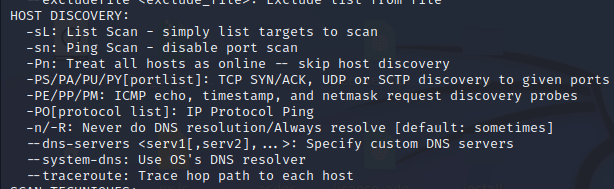 --excludefile <exclude_file>: Exclude list from file
HOST DISCOVERY:
-sL: List Scan - simply list targets to scan
-sn: Ping Scan - disable port scan
-Pn: Treat all hosts as online -- skip host discovery
-PS/PA/PU/PY[portlist]: TCP SYN/ACK, UDP or SCTP discovery to given ports
-PE/PP/PM: ICMP echo, timestamp, and netmask request discovery probes
-PO[protocol list]: IP Protocol Ping
-n/-R: Never do DNS resolution/Always resolve [default: sometimes]
--dns-servers <serv1[,serv2],...>: Specify custom DNS servers
--system-dns: Use OS's DNS resolver
--traceroute: Trace hop path to each host
SCAN TECHNIQUES: